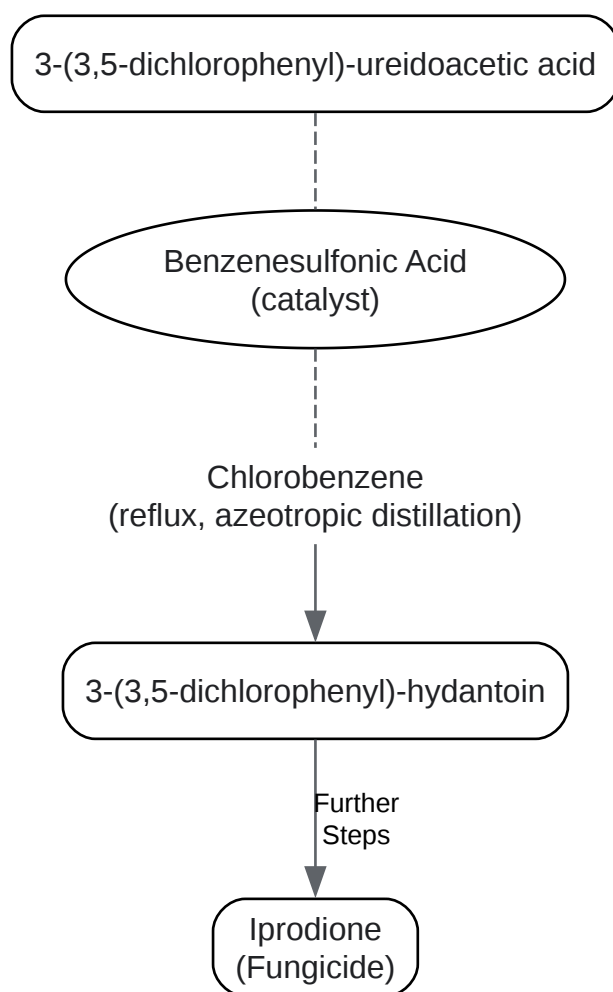 3-(3,5-dichlorophenyl)-ureidoacetic acid
Benzenesulfonic Acid
(catalyst)
Chlorobenzene
(reflux, azeotropic distillation)
3-(3,5-dichlorophenyl)-hydantoin
Further
Steps
Iprodione
(Fungicide)